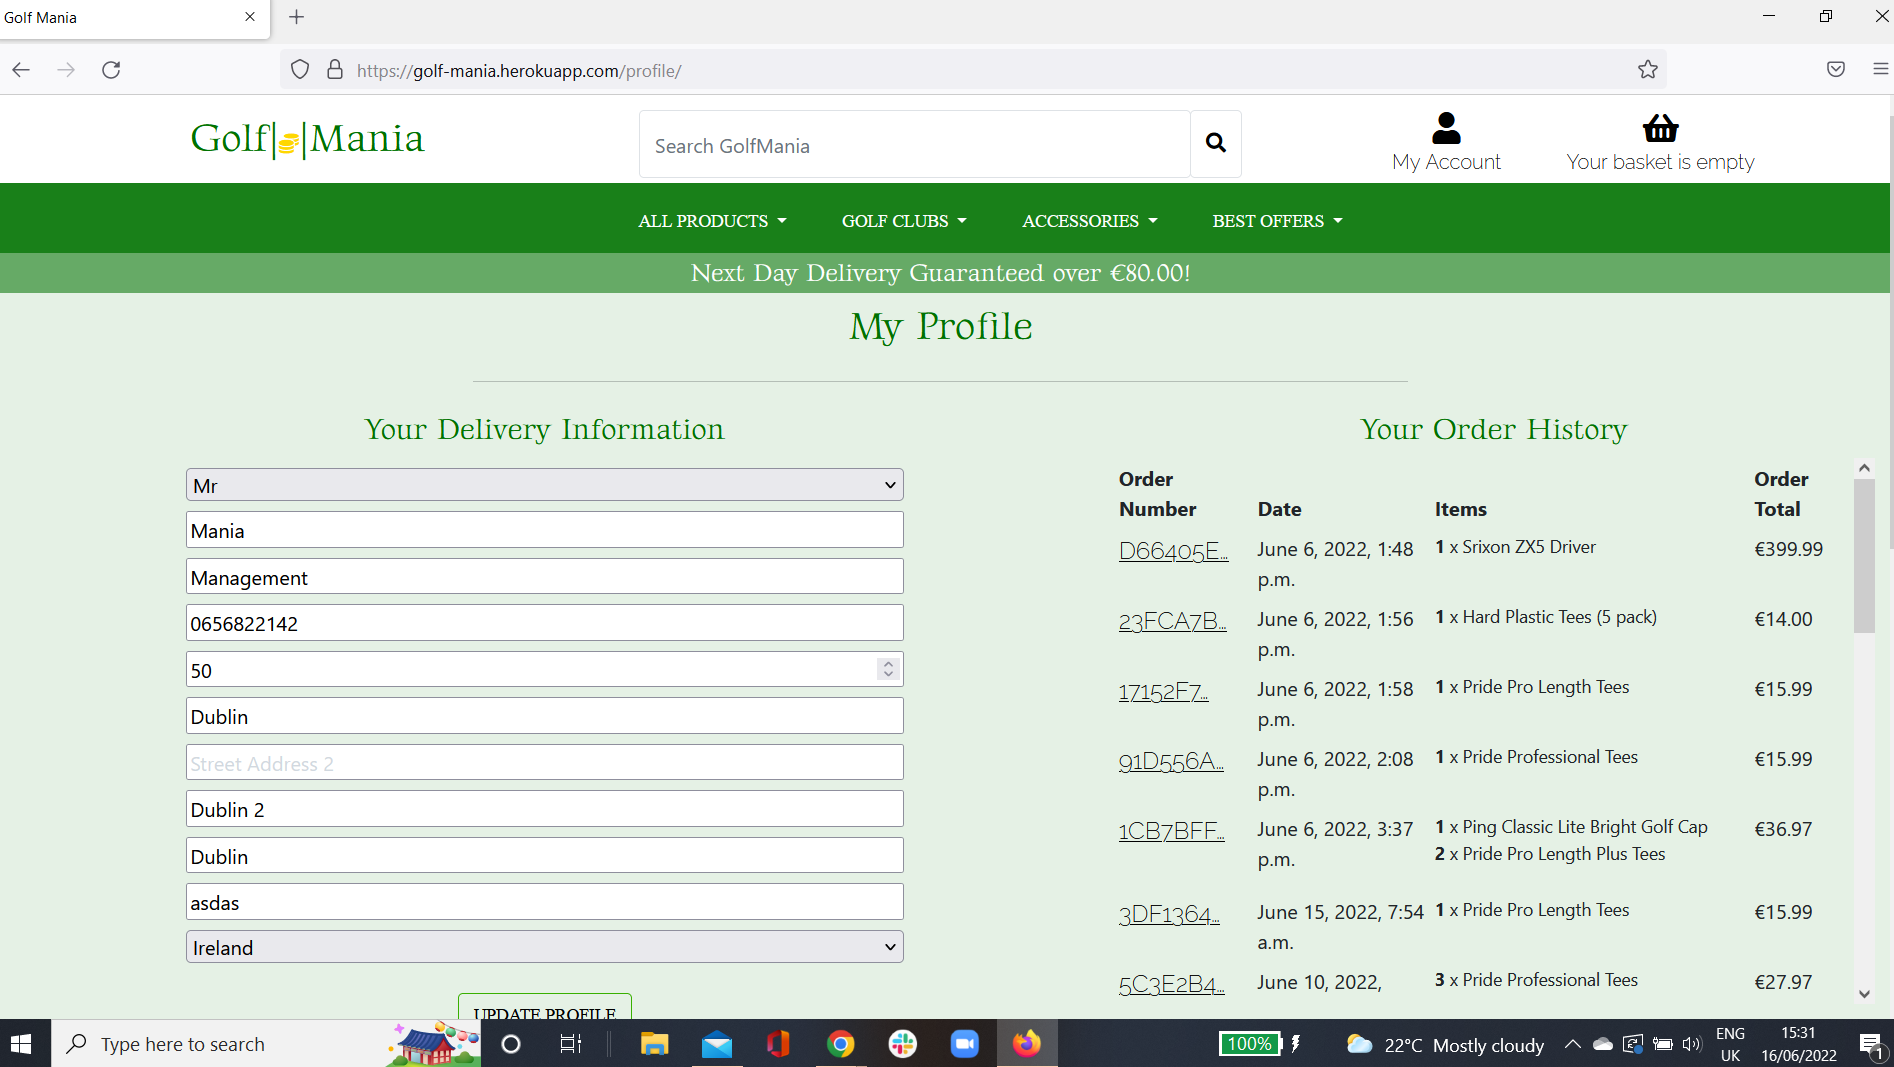 Golf Mania
https://golf-mania.herokuapp.com/profile/
Golf Mania
Search GolfMania
My Account
Your basket is empty
ALL PRODUCTS
GOLF CLUBS
ACCESSORIES
BEST OFFERS
Next Day Delivery Guaranteed over €80.00!
My Profile
Your Delivery Information
Mr
Mania
Management
0656822142
50
Dublin
Street Address 2
Dublin 2
Dublin
asdas
Ireland
UPDATE PROFILE
Your Order History
Order Number Date Items Order Total
D66405E... June 6, 2022, 1:48 p.m. 1 x Srixon ZX5 Driver €399.99
23FCA7B... June 6, 2022, 1:56 p.m. 1 x Hard Plastic Tees (5 pack) €14.00
17152F7... June 6, 2022, 1:58 p.m. 1 x Pride Pro Length Tees €15.99
91D556A... June 6, 2022, 2:08 p.m. 1 x Pride Professional Tees €15.99
1CB7BFF... June 6, 2022, 3:37 p.m. 1 x Ping Classic Lite Bright Golf Cap €36.97
2 x Pride Pro Length Plus Tees
3DF1364... June 15, 2022, 7:54 a.m. 1 x Pride Pro Length Tees €15.99
5C3E2B4... June 10, 2022, 3 x Pride Professional Tees €27.97
Type here to search
100%
22°C Mostly cloudy
ENG
UK
15:31
16/06/2022
1